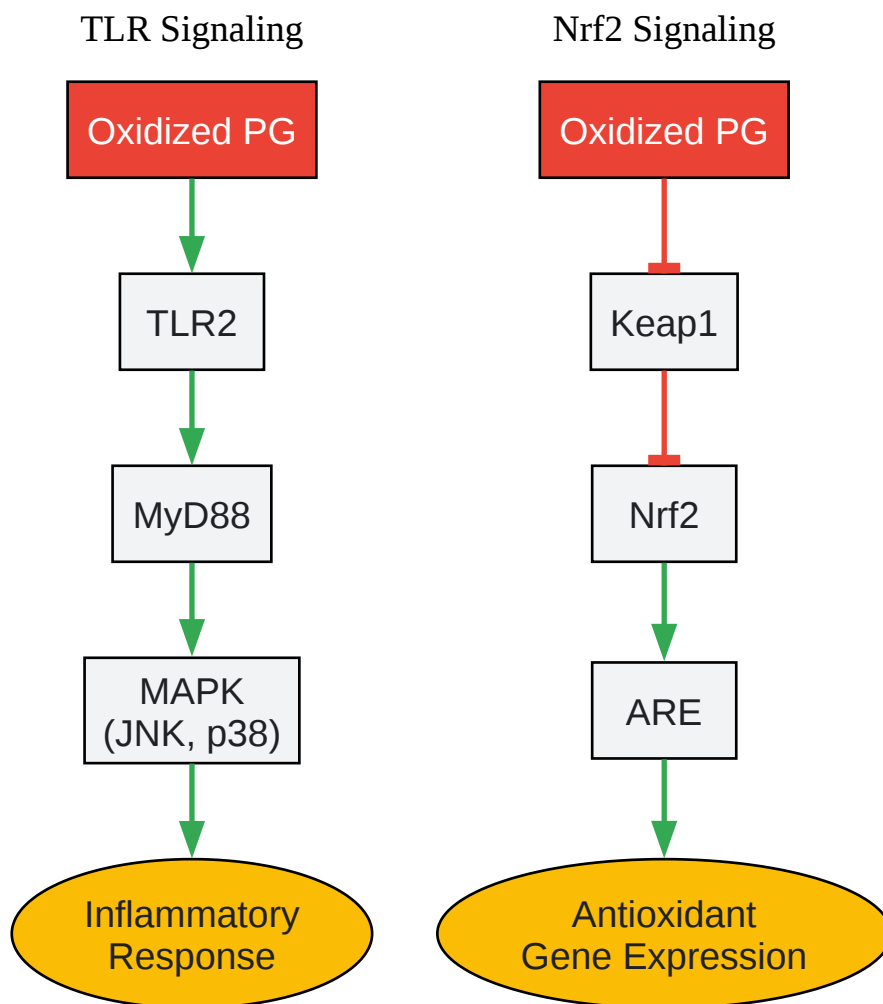 TLR Signaling
Oxidized PG
TLR2
MyD88
MAPK
(JNK, p38)
Inflammatory
Response
Nrf2 Signaling
Oxidized PG
Keap1
Nrf2
ARE
Antioxidant
Gene Expression